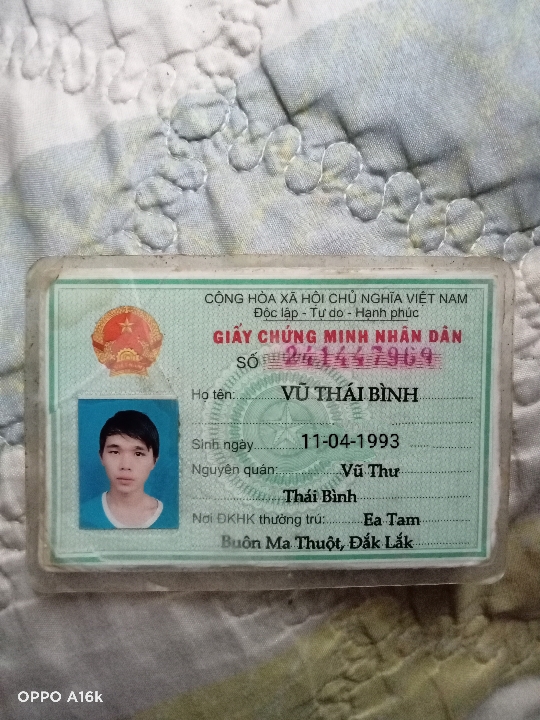 CỘNG HÒA XÃ HỘI CHỦ NGHĨA VIỆT NAM
Độc lập - Tự do - Hạnh phúc
GIẤY CHỨNG MINH NHÂN DÂN
SỐ 241447969
Họ tên: VŨ THÁI BÌNH
Sinh ngày 11-04-1993
Nguyên quán: Vũ Thư
Thái Bình
Nơi ĐKHK thường trú: Ea Tam
Buôn Ma Thuột, Đắk Lắk
OPPO A16k